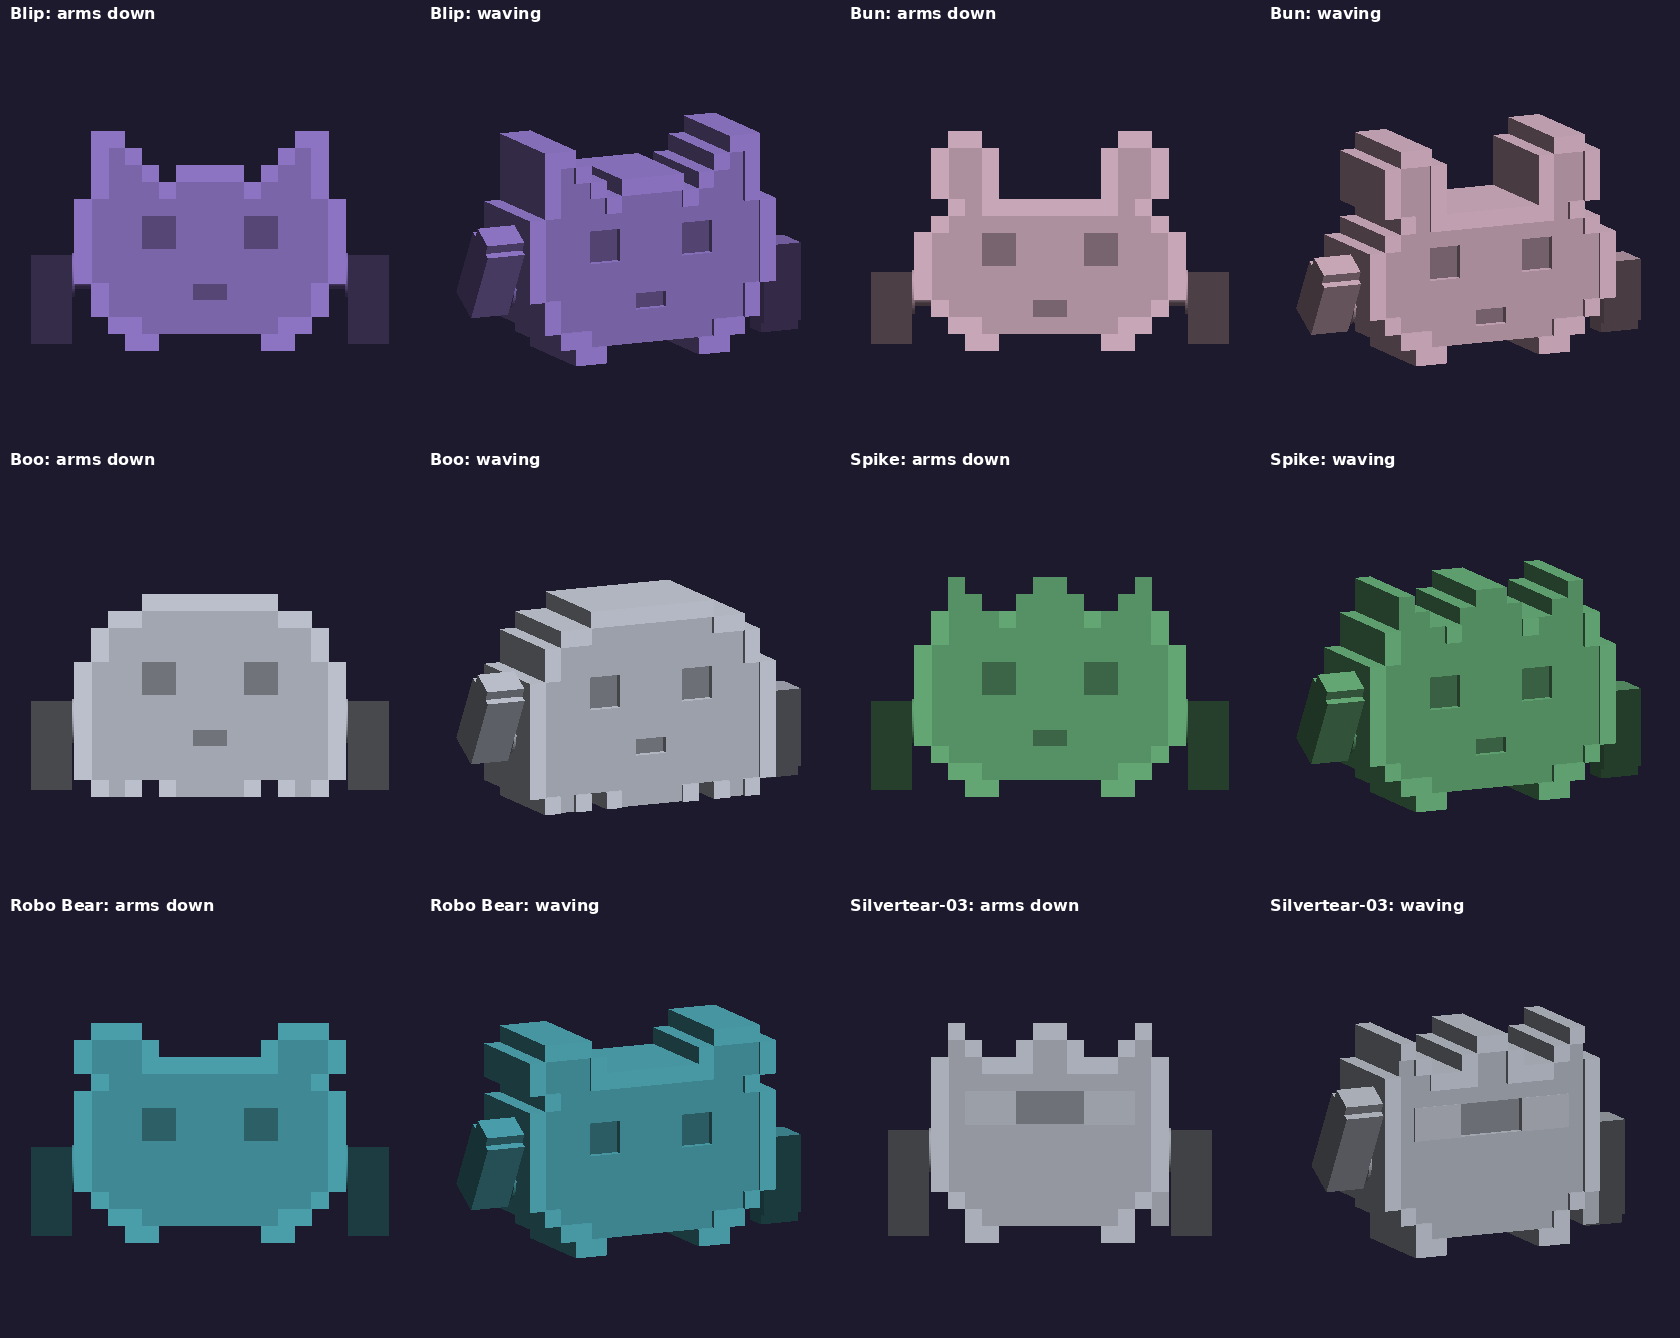 Blip: arms down
Blip: waving
Bun: arms down
Bun: waving
Boo: arms down
Boo: waving
Spike: arms down
Spike: waving
Robo Bear: arms down
Robo Bear: waving
Silvertear-03: arms down
Silvertear-03: waving